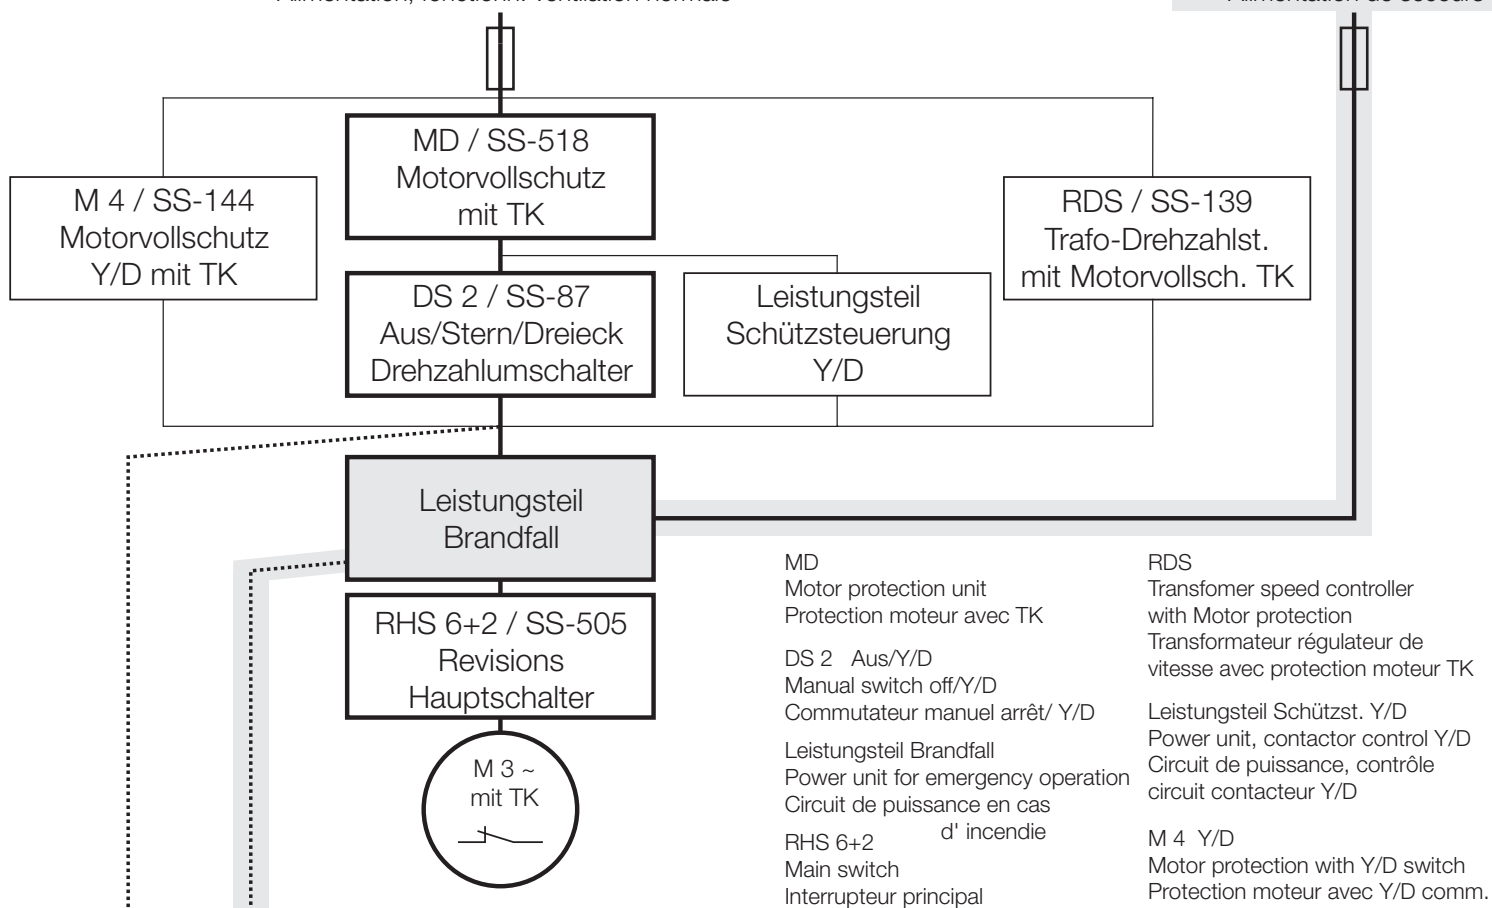 Alimentation, fonctionn. ventilation normale
Alimentation de secours
MD / SS-518
Motorvollschutz
mit TK
M 4 / SS-144
Motorvollschutz
Y/D mit TK
RDS / SS-139
Trafo-Drehzahlst.
mit Motorvollsch. TK
DS 2 / SS-87
Aus/Stern/Dreieck
Drehzahlumschalter
Leistungsteil
Schützsteuerung
Y/D
Leistungsteil
Brandfall
RHS 6+2 / SS-505
Revisions
Hauptschalter
M 3 ~
mit TK
MD
Motor protection unit
Protection moteur avec TK
DS 2 Aus/Y/D
Manual switch off/Y/D
Commutateur manuel arrêt/ Y/D
Leistungsteil Brandfall
Power unit for emergency operation
Circuit de puissance en cas
d' incendie
RHS 6+2
Main switch
Interrupteur principal
RDS
Transfomer speed controller
with Motor protection
Transformateur régulateur de
vitesse avec protection moteur TK
Leistungsteil Schützst. Y/D
Power unit, contactor control Y/D
Circuit de puissance, contrôle
circuit contacteur Y/D
M 4 Y/D
Motor protection with Y/D switch
Protection moteur avec Y/D comm.